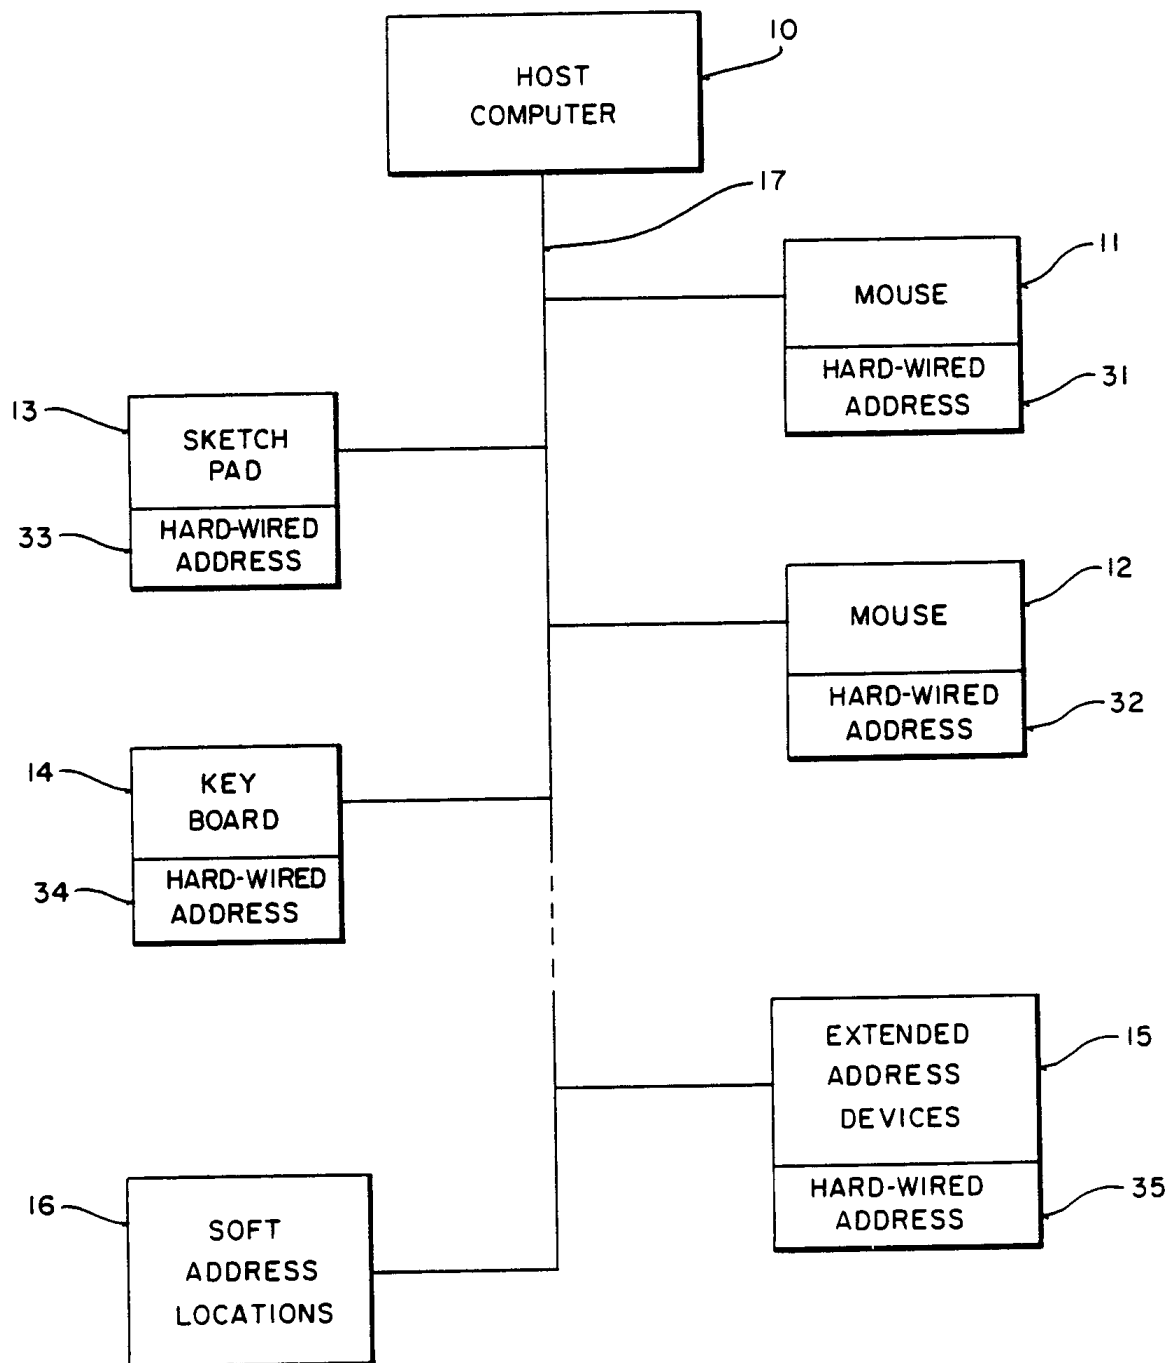 HOST
COMPUTER
10
17
MOUSE
11
HARD-WIRED
ADDRESS
31
13
SKETCH
PAD
33
HARD-WIRED
ADDRESS
MOUSE
12
HARD-WIRED
ADDRESS
32
14
KEY
BOARD
34
HARD-WIRED
ADDRESS
EXTENDED
ADDRESS
DEVICES
15
HARD-WIRED
ADDRESS
35
16
SOFT
ADDRESS
LOCATIONS